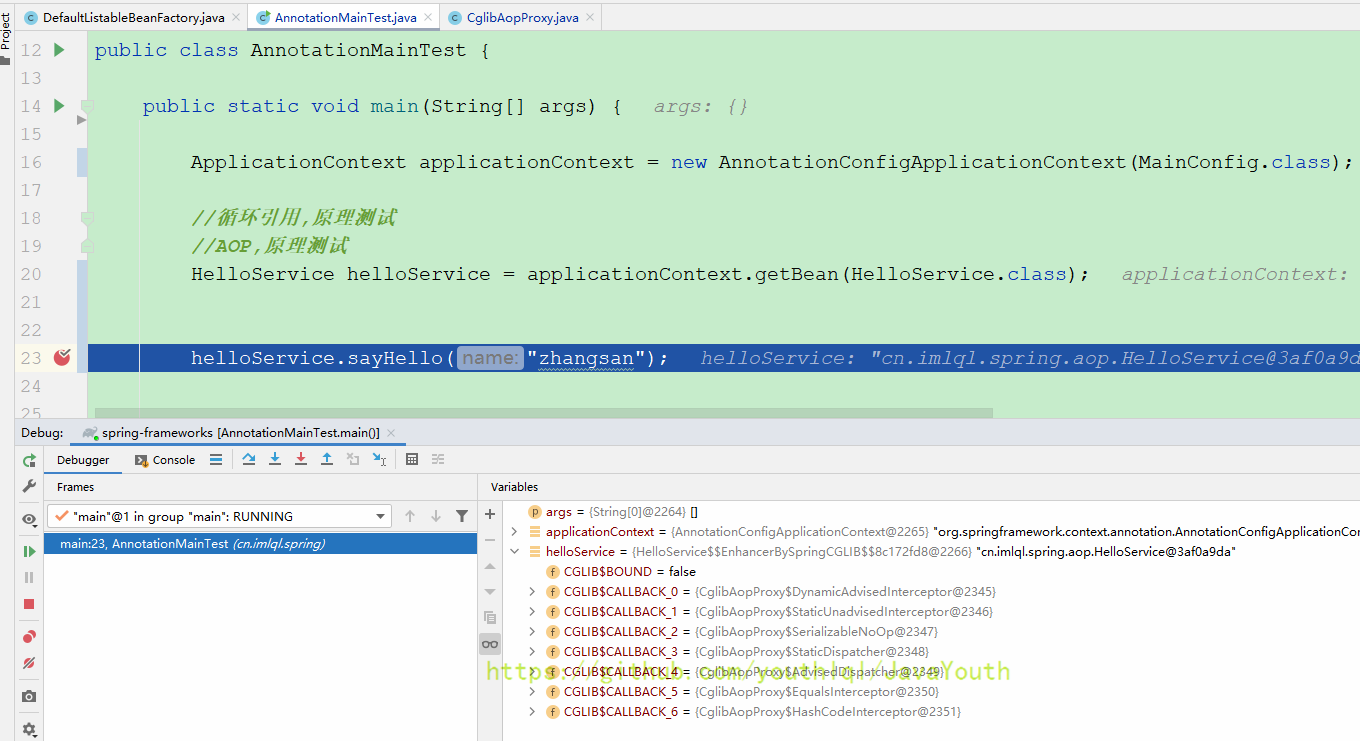 DefaultListableBeanFactory.java
AnnotationMainTest.java
CglibAopProxy.java
Project
12 public class AnnotationMainTest {
13
14 public static void main(String[] args) { args: {}
15
16 ApplicationContext applicationContext = new AnnotationConfigApplicationContext(MainConfig.class);
17
18 //循环引用,原理测试
19 //AOP,原理测试
20 HelloService helloService = applicationContext.getBean(HelloService.class); applicationContext:
21
22
23 helloService.sayHello( name: "zhangsan"); helloService: "cn.imlql.spring.aop.HelloService@3af0a9d
24
25
Debug: spring-frameworks [AnnotationMainTest.main()]
Debugger Console
Frames
Variables
"main"@1 in group "main": RUNNING
main:23, AnnotationMainTest (cn.imlql.spring)
args = {String[0]@2264} []
applicationContext = {AnnotationConfigApplicationContext@2265} "org.springframework.context.annotation.AnnotationConfigApplicationCon
helloService = {HelloService$$EnhancerBySpringCGLIB$$8c172fd8@2266} "cn.imlql.spring.aop.HelloService@3af0a9da"
CGLIB$BOUND = false
CGLIB$CALLBACK_0 = {CglibAopProxy$DynamicAdvisedInterceptor@2345}
CGLIB$CALLBACK_1 = {CglibAopProxy$StaticUnadvisedInterceptor@2346}
CGLIB$CALLBACK_2 = {CglibAopProxy$SerializableNoOp@2347}
CGLIB$CALLBACK_3 = {CglibAopProxy$StaticDispatcher@2348}
CGLIB$CALLBACK_4 = {CglibAopProxy$AdvisedDispatcher@2349}
https://github.com/youthlql/JavaYouth
CGLIB$CALLBACK_5 = {CglibAopProxy$EqualsInterceptor@2350}
CGLIB$CALLBACK_6 = {CglibAopProxy$HashCodeInterceptor@2351}